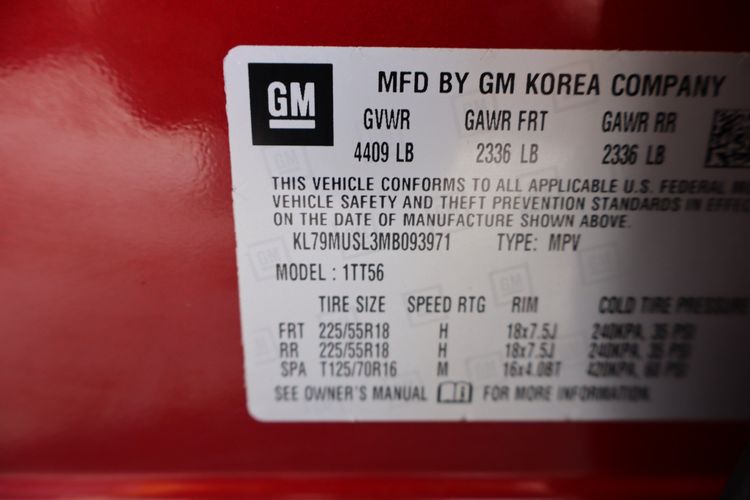 GM
MFD BY GM KOREA COMPANY
GVWR GAWR FRT GAWR RR
4409 LB 2336 LB 2336 LB
THIS VEHICLE CONFORMS TO ALL APPLICABLE U.S. FEDERAL
VEHICLE SAFETY AND THEFT PREVENTION STANDARDS IN EFFEC
ON THE DATE OF MANUFACTURE SHOWN ABOVE.
KL79MUSL3MB093971 TYPE: MPV
MODEL : 1TT56
TIRE SIZE SPEED RTG RIM COLD TIRE PRESSURE
FRT 225/55R18 H 18x7.5J 240KPA, 35 PSI
RR 225/55R18 H 18x7.5J 240KPA, 35 PSI
SPA T125/70R16 M 16x4.0BT 420KPA, 60 PSI
SEE OWNER'S MANUAL FOR MORE INFORMATION.